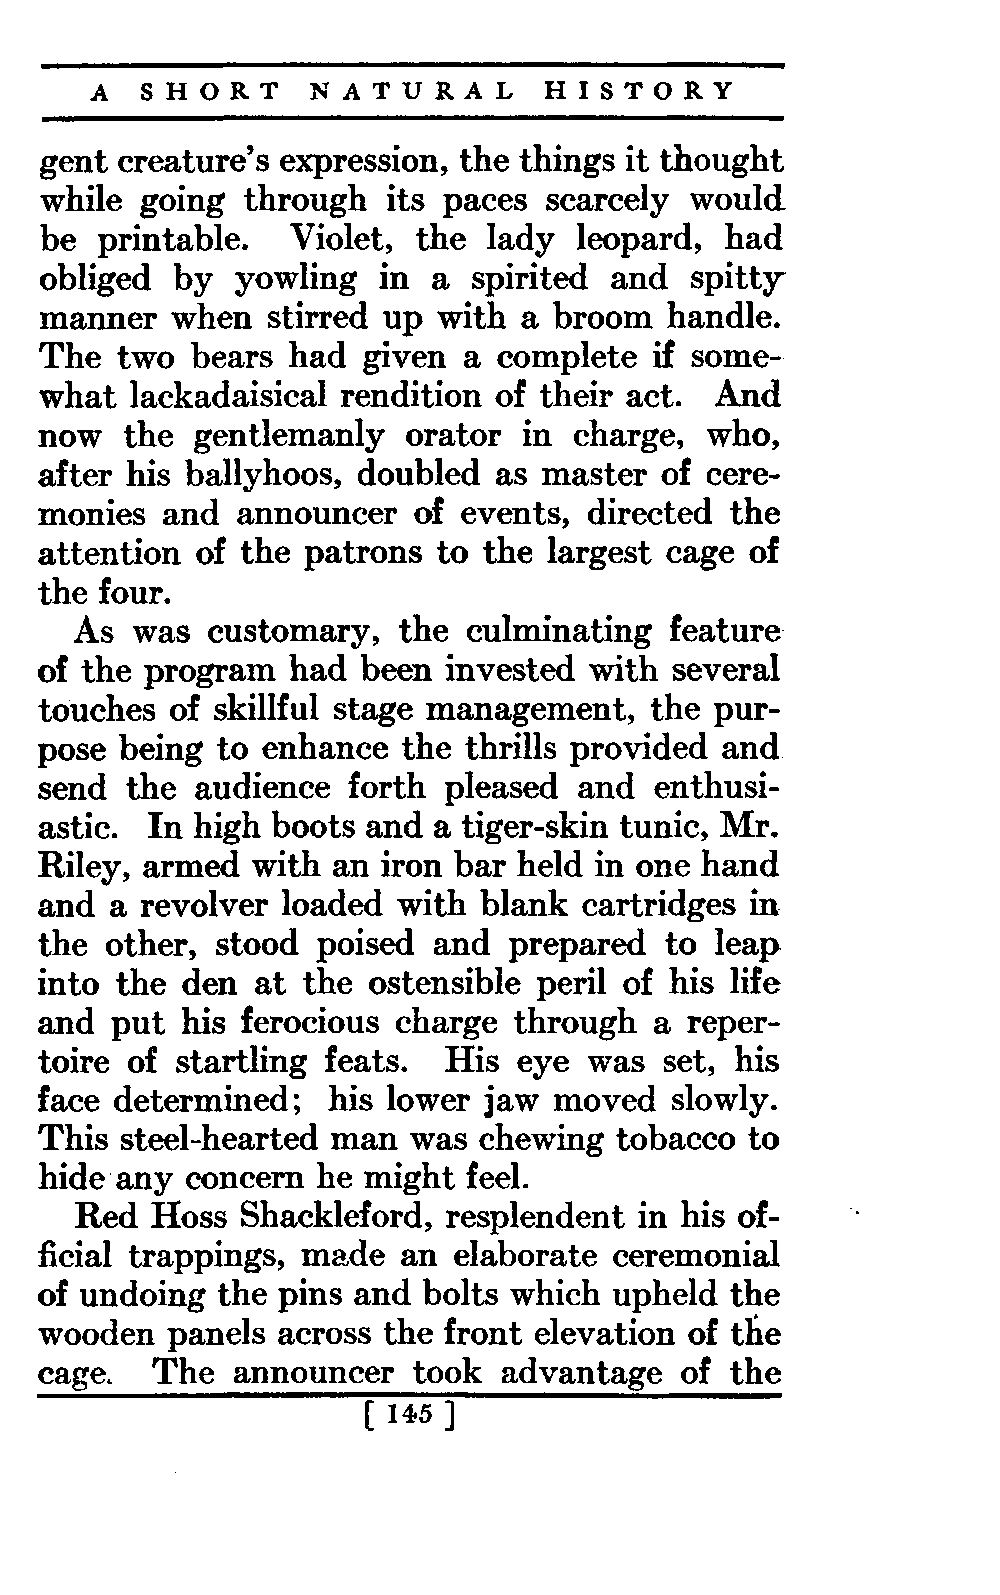 A SHORT NATURAL HISTORY
gent creature's expression, the things it thought
while going through its paces scarcely would
be printable. Violet, the lady leopard, had
obliged by yowling in a spirited and spitty
manner when stirred up with a broom handle.
The two bears had given a complete if some-
what lackadaisical rendition of their act. And
now the gentlemanly orator in charge, who,
after his ballyhoos, doubled as master of cere-
monies and announcer of events, directed the
attention of the patrons to the largest cage of
the four.
As was customary, the culminating feature
of the program had been invested with several
touches of skillful stage management, the pur-
pose being to enhance the thrills provided and
send the audience forth pleased and enthusi-
astic. In high boots and a tiger-skin tunic, Mr.
Riley, armed with an iron bar held in one hand
and a revolver loaded with blank cartridges in
the other, stood poised and prepared to leap
into the den at the ostensible peril of his life
and put his ferocious charge through a reper-
toire of startling feats. His eye was set, his
face determined; his lower jaw moved slowly.
This steel-hearted man was chewing tobacco to
hide any concern he might feel.
Red Hoss Shackleford, resplendent in his of-
ficial trappings, made an elaborate ceremonial
of undoing the pins and bolts which upheld the
wooden panels across the front elevation of the
cage. The announcer took advantage of the
[ 145 ]